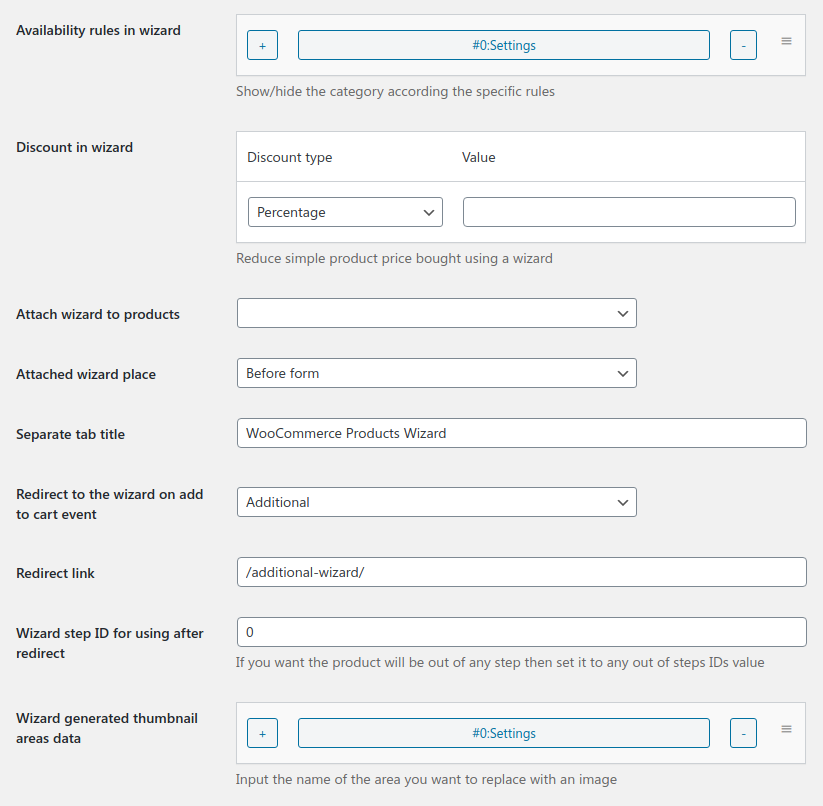 Availability rules in wizard
+ #0:Settings -
Show/hide the category according the specific rules
Discount in wizard
Discount type Value
Percentage
Reduce simple product price bought using a wizard
Attach wizard to products
Attached wizard place
Before form
Separate tab title
WooCommerce Products Wizard
Redirect to the wizard on add
to cart event
Additional
Redirect link
/additional-wizard/
Wizard step ID for using after
redirect
0
If you want the product will be out of any step then set it to any out of steps IDs value
Wizard generated thumbnail
areas data
+ #0:Settings -
Input the name of the area you want to replace with an image